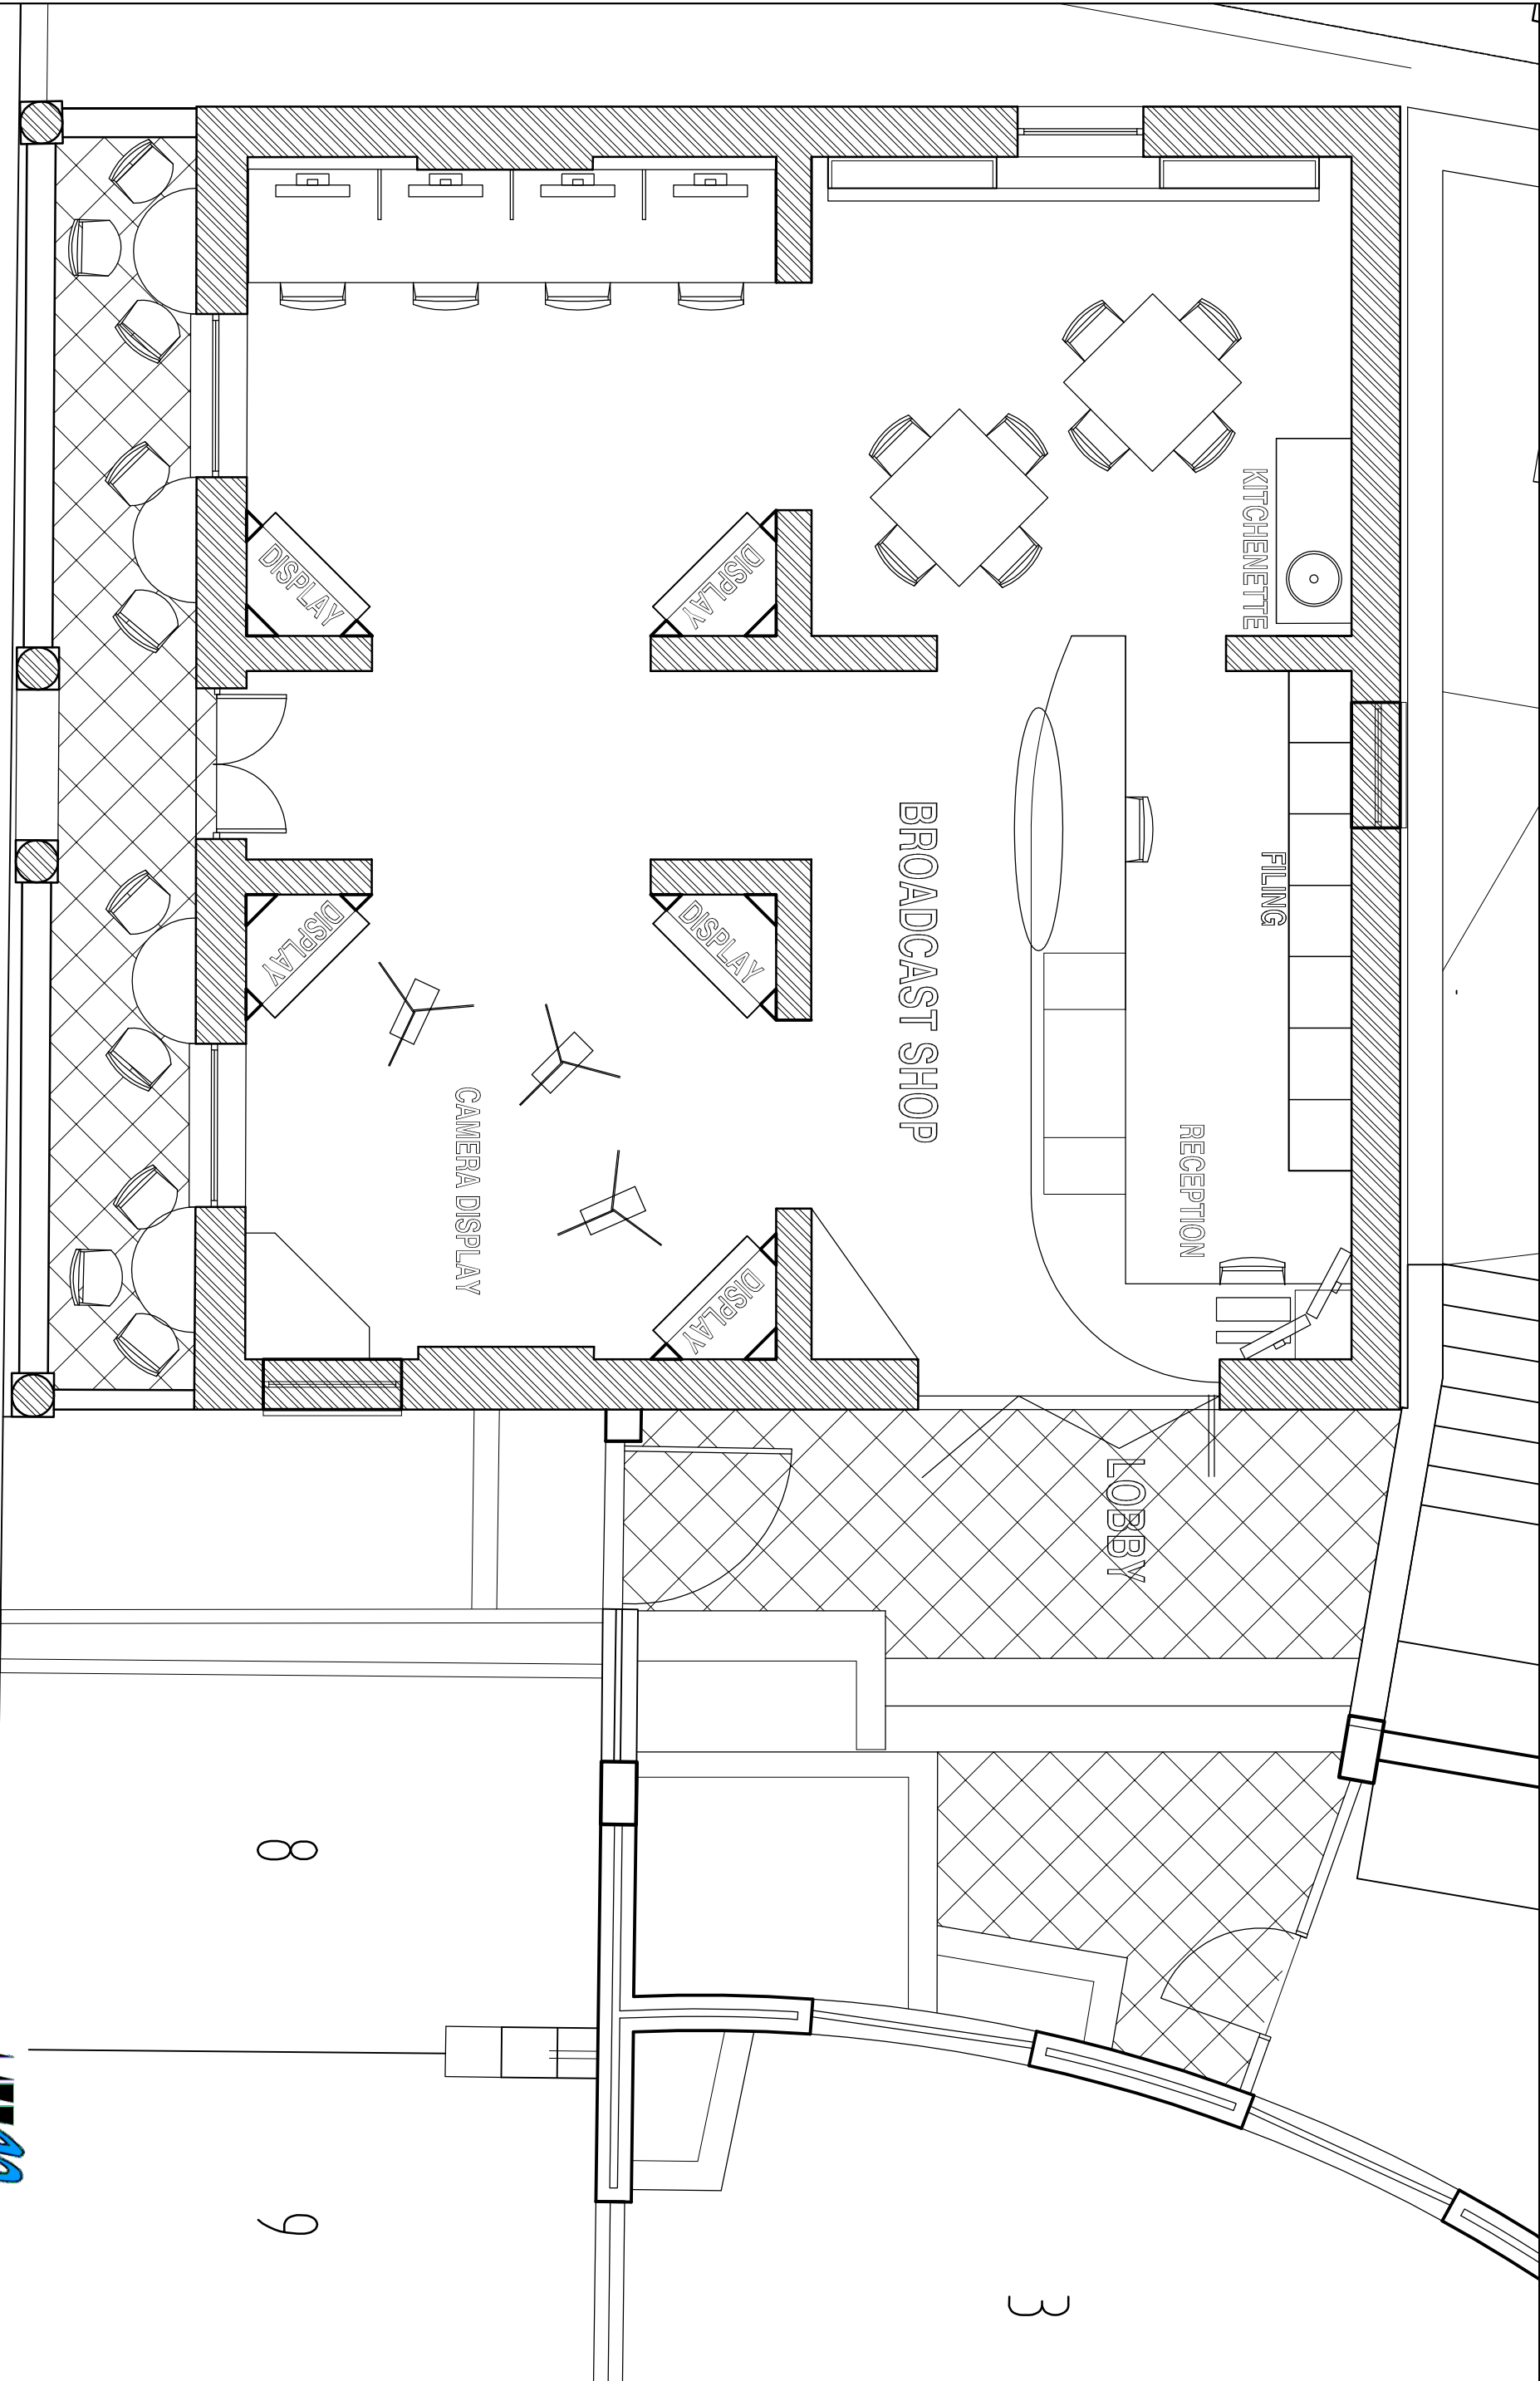 KITCHENETTE
DISPLAY
DISPLAY
BROADCAST SHOP
FILING
DISPLAY
DISPLAY
CAMERA DISPLAY
RECEPTION
DISPLAY
LOBBY
8
9
3